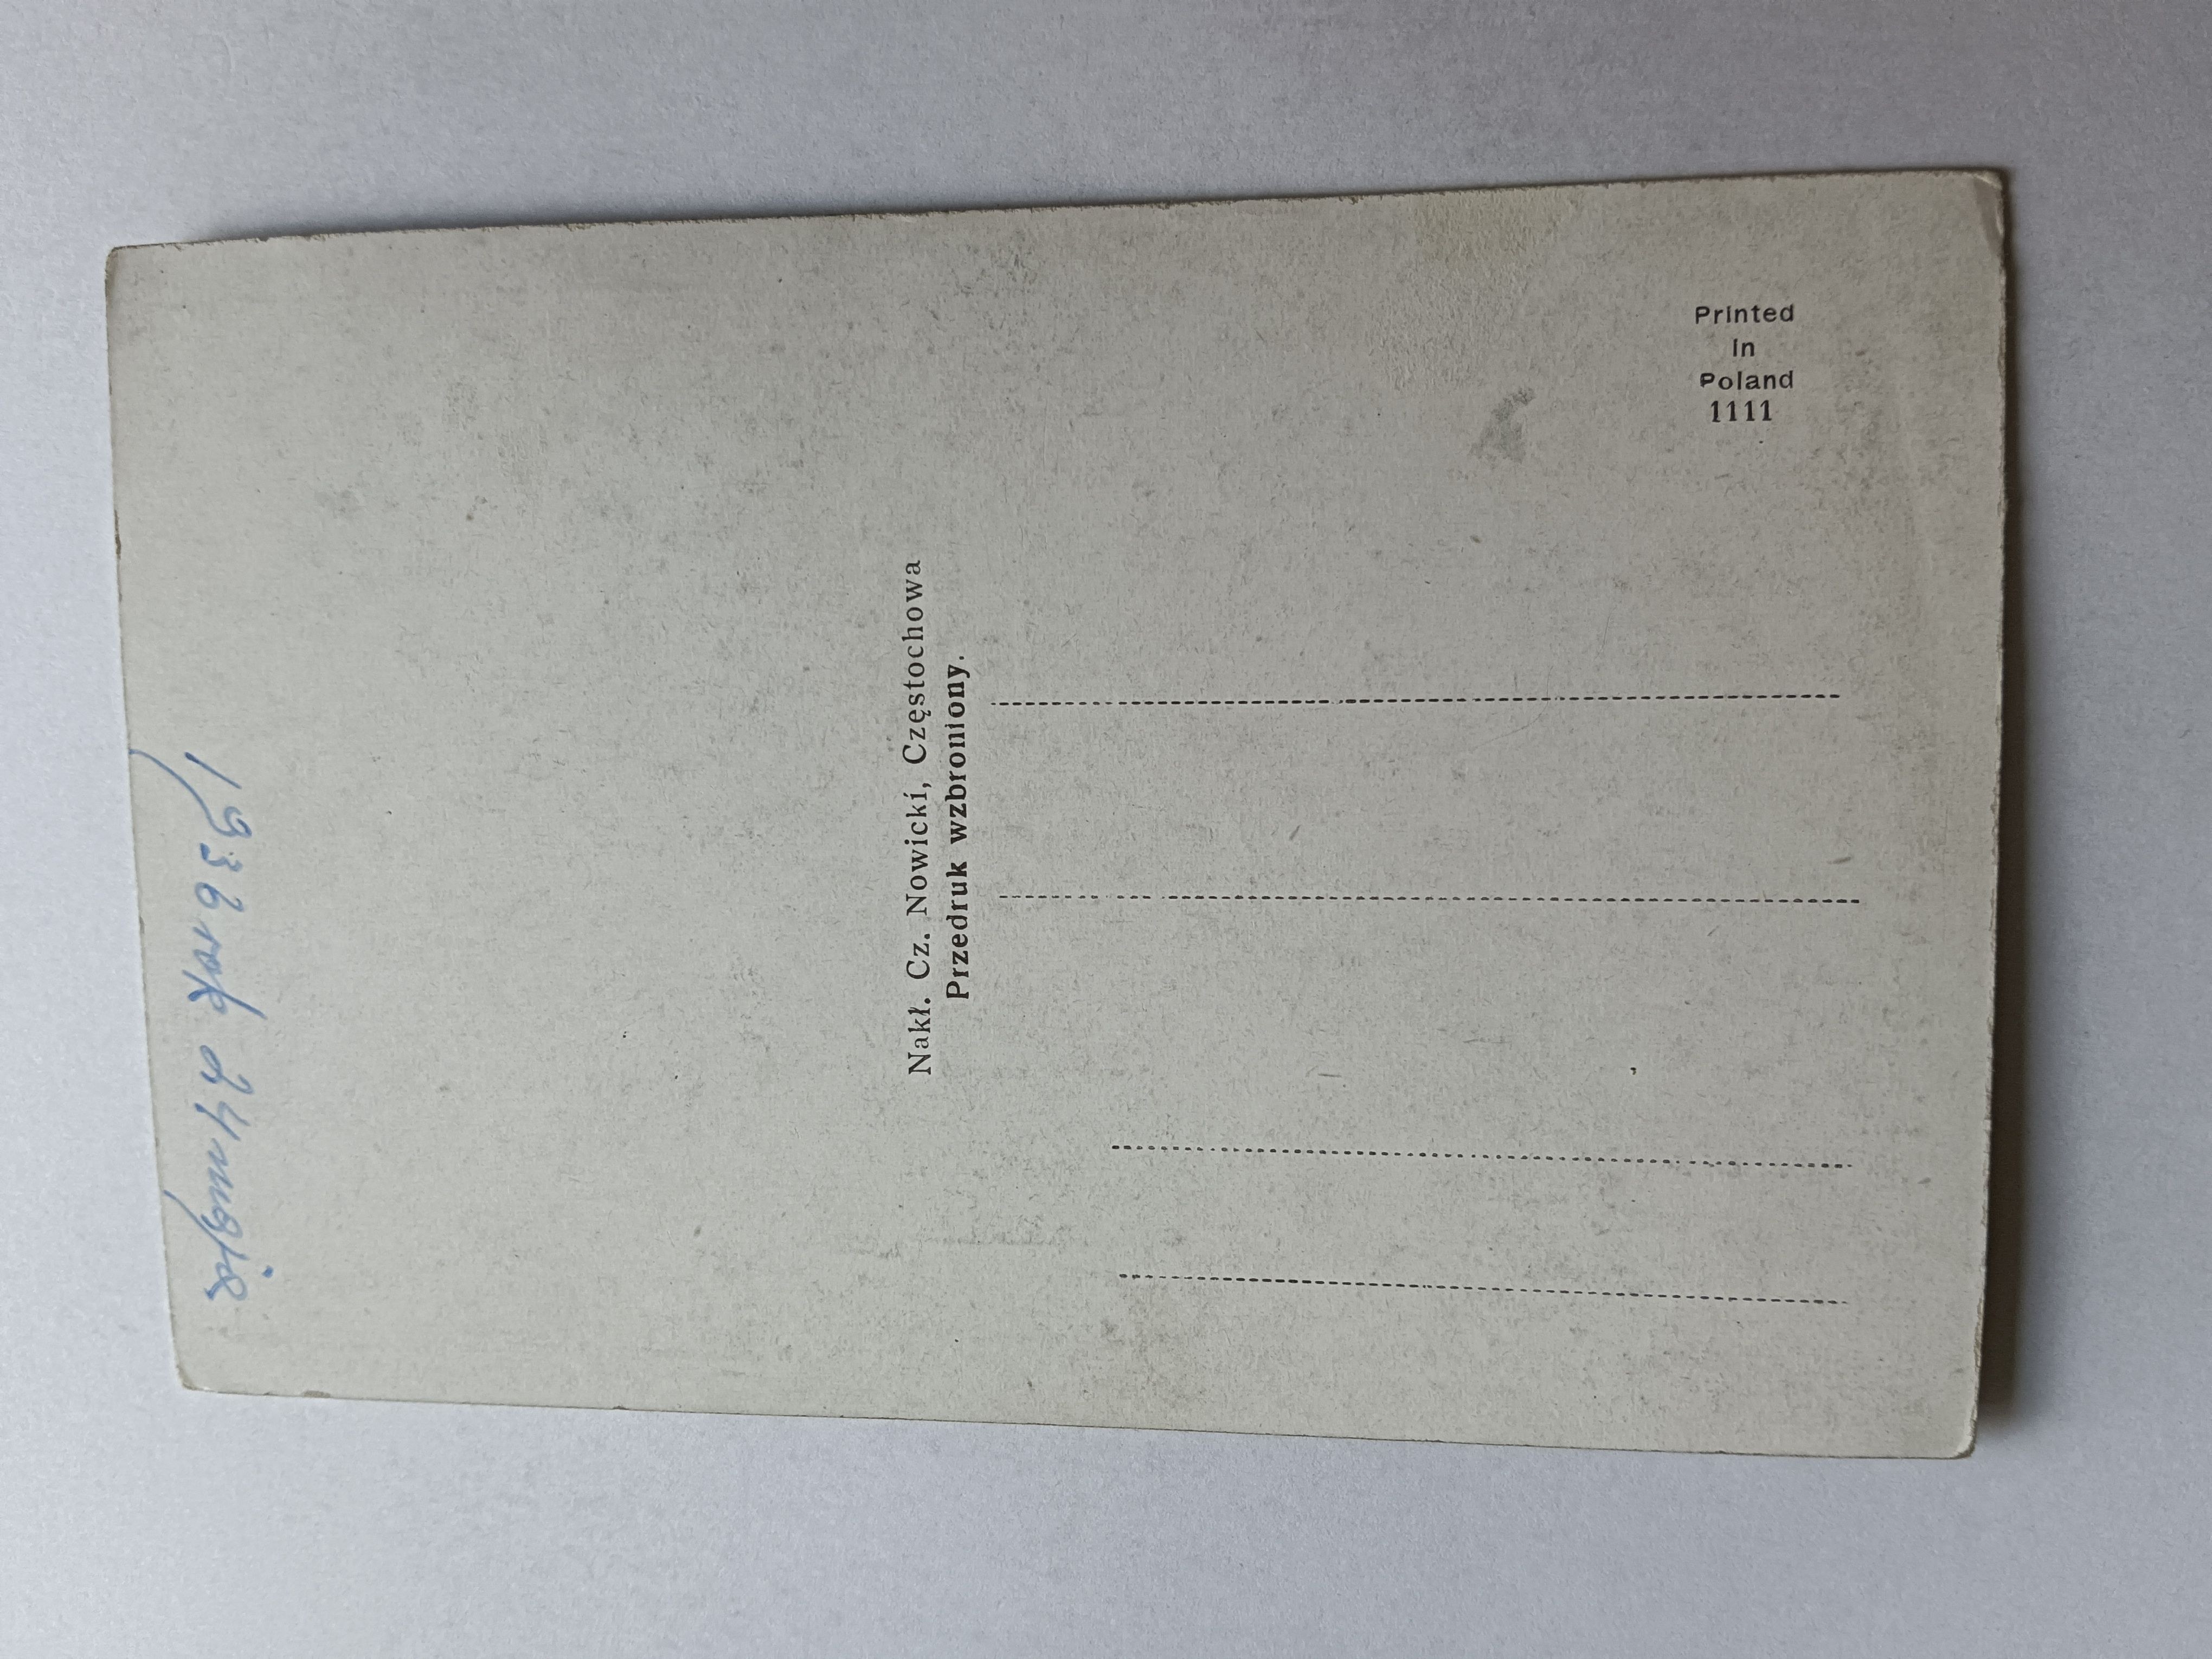 Printed
in
Poland
1111
Nakł. Cz. Nowicki, Częstochowa
Przedruk wzbroniony.
1936 rok 24 maja